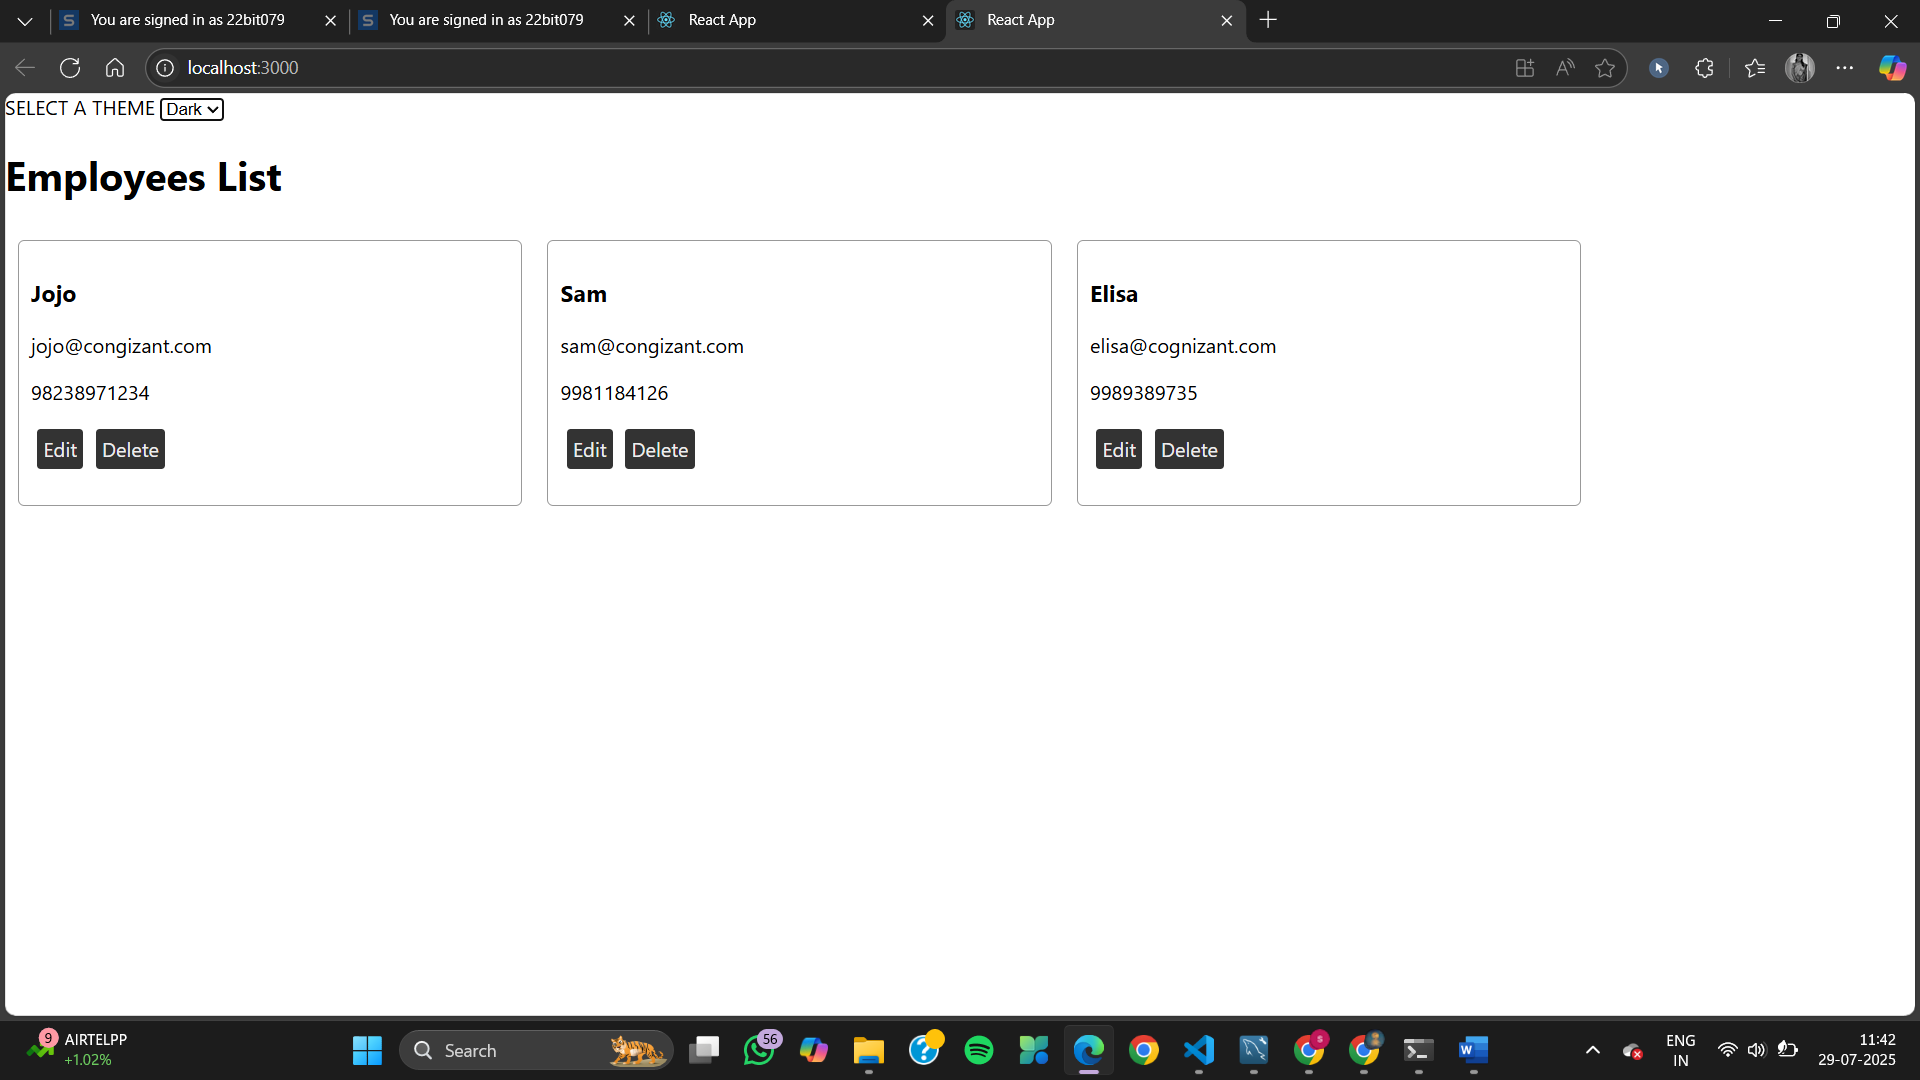 You are signed in as 22bit079
You are signed in as 22bit079
React App
React App
localhost:3000
SELECT A THEME Dark
Employees List
Jojo
jojo@congizant.com
98238971234
Edit Delete
Sam
sam@congizant.com
9981184126
Edit Delete
Elisa
elisa@cognizant.com
9989389735
Edit Delete
9
AIRTELPP
+1.02%
Search
56
ENG
IN
11:42
29-07-2025